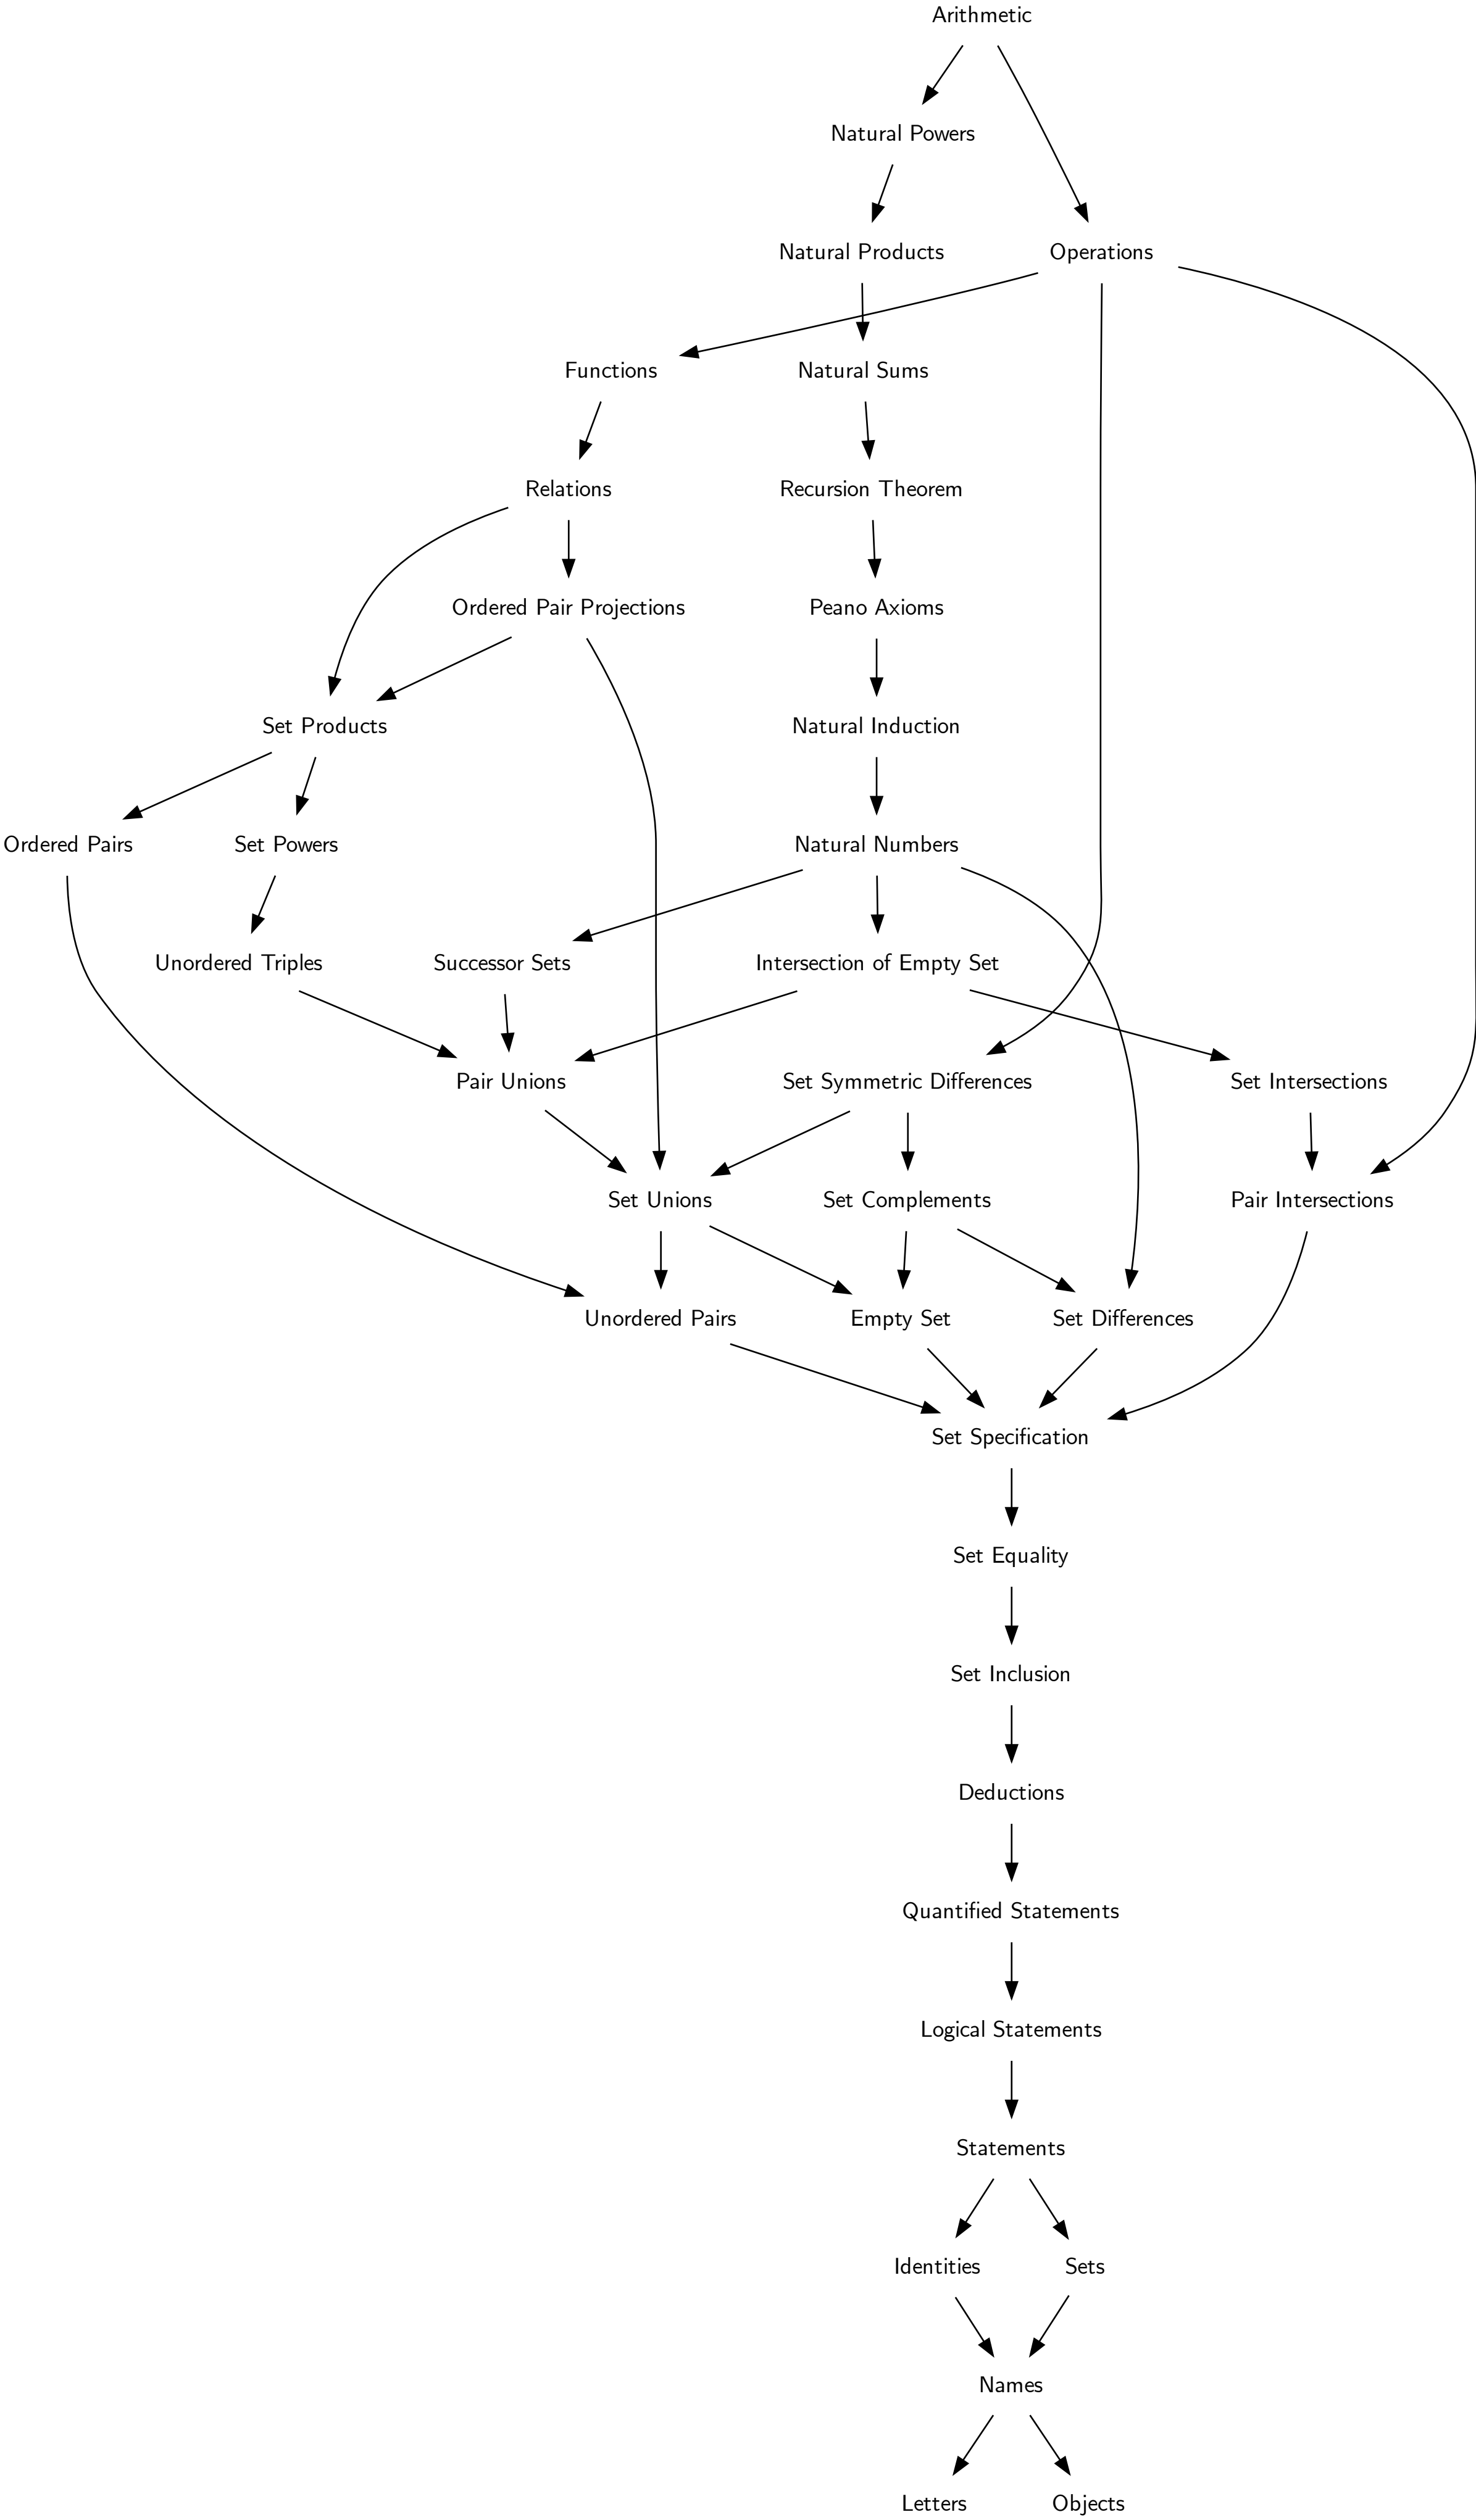 Arithmetic
Natural Powers
Natural Products
Operations
Functions
Natural Sums
Relations
Recursion Theorem
Ordered Pair Projections
Peano Axioms
Set Products
Natural Induction
Ordered Pairs
Set Powers
Natural Numbers
Unordered Triples
Successor Sets
Intersection of Empty Set
Pair Unions
Set Symmetric Differences
Set Intersections
Set Unions
Set Complements
Pair Intersections
Unordered Pairs
Empty Set
Set Differences
Set Specification
Set Equality
Set Inclusion
Deductions
Quantified Statements
Logical Statements
Statements
Identities
Sets
Names
Letters
Objects